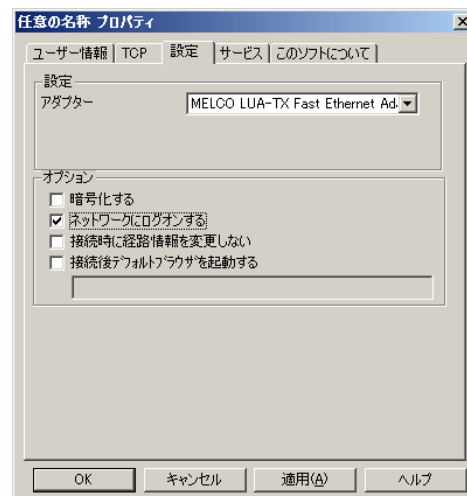 任意の名称 プロパティ
ユーザー情報 TCP 設定 サービス このソフトについて
設定
アダプター MELCO LUA-TX Fast Ethernet Ad
オプション
暗号化する
ネットワークにログオンする
接続時に経路情報を変更しない
接続後デフォルトブラウザを起動する
OK キャンセル 適用(A) ヘルプ